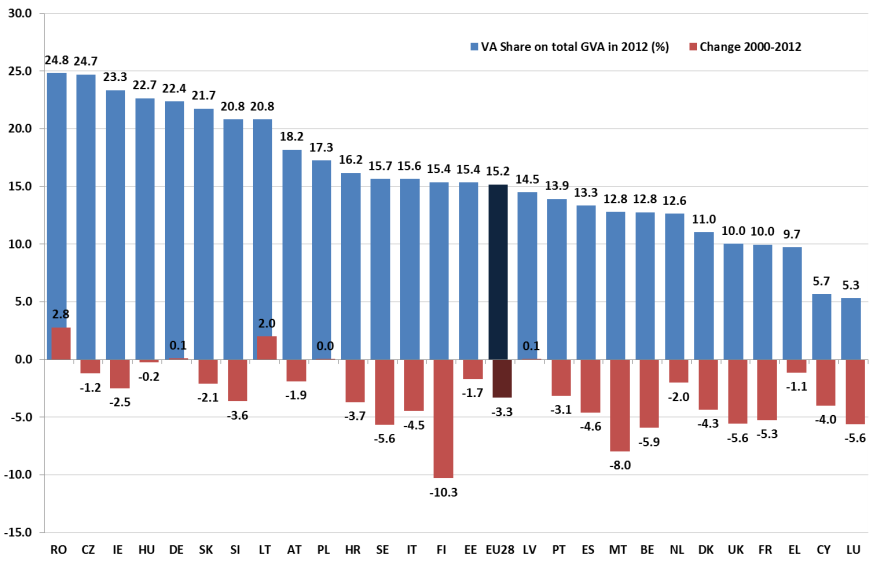 30.0
VA Share on total GVA in 2012 (%) Change 2000-2012
24.8 24.7 23.3 22.7 22.4 21.7 20.8 20.8 18.2 17.3 16.2 15.7 15.6 15.4 15.4 15.2 14.5 13.9 13.3 12.8 12.8 12.6 11.0 10.0 10.0 9.7 5.7 5.3
25.0
20.0
15.0
10.0
5.0
2.8 -1.2 -2.5 -0.2 0.1 -2.1 -3.6 2.0 -1.9 0.0 -3.7 -5.6 -4.5 -10.3 -1.7 -3.3 0.1 -3.1 -4.6 -8.0 -5.9 -2.0 -4.3 -5.6 -5.3 -1.1 -4.0 -5.6
0.0
-5.0
-10.0
-15.0
RO CZ IE HU DE SK SI LT AT PL HR SE IT FI EE EU28 LV PT ES MT BE NL DK UK FR EL CY LU